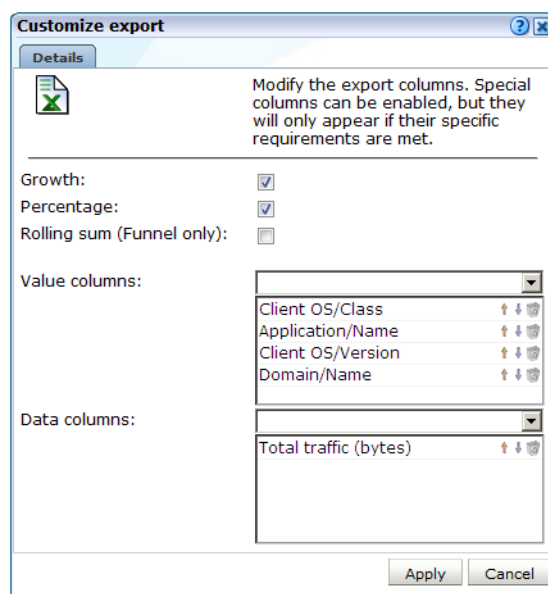 Customize export
Details
Modify the export columns. Special
columns can be enabled, but they
will only appear if their specific
requirements are met.
Growth:
Percentage:
Rolling sum (Funnel only):
Value columns:
Client OS/Class
Application/Name
Client OS/Version
Domain/Name
Data columns:
Total traffic (bytes)
Apply
Cancel